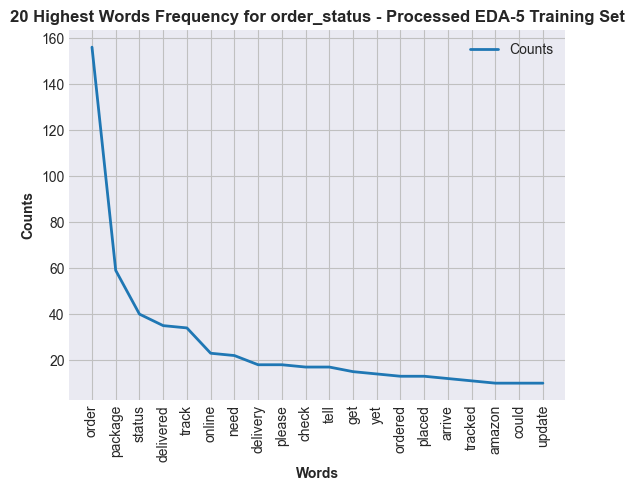 20 Highest Words Frequency for order_status - Processed EDA-5 Training Set
Counts
160
140
120
100
80
60
40
20
Counts
order
package
status
delivered
track
online
need
delivery
please
check
tell
get
yet
ordered
placed
arrive
tracked
amazon
could
update
Words